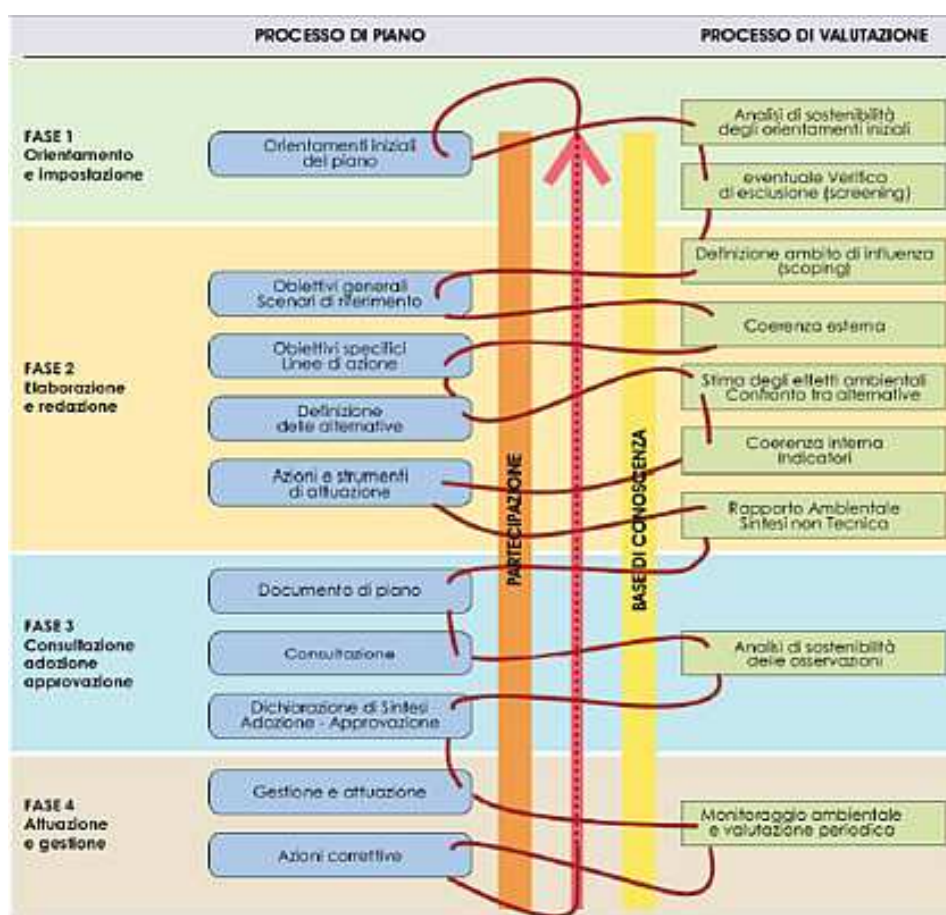 PROCESSO DI PIANO
PROCESSO DI VALUTAZIONE
FASE 1
Orientamento
e impostazione
Orientamenti iniziali
del piano
Analisi di sostenibilità
degli orientamenti iniziali
eventuale Verifica
di esclusione (screening)
FASE 2
Elaborazione
e redazione
Obiettivi generali
Scenari di riferimento
Obiettivi specifici
Linee di azione
Definizione
delle alternative
Azioni e strumenti
di attuazione
Definizione ambito di influenza
(scoping)
Coerenza esterna
Stima degli effetti ambientali
Confronto tra alternative
Coerenza interna
Indicatori
Rapporto Ambientale
Sintesi non Tecnica
PARTECIPAZIONE
BASE DI CONOSCENZA
FASE 3
Consultazione
adozione
approvazione
Documento di piano
Consultazione
Dichiarazione di Sintesi
Adozione - Approvazione
Analisi di sostenibilità
delle osservazioni
FASE 4
Attuazione
e gestione
Gestione e attuazione
Azioni correttive
Monitoraggio ambientale
e valutazione periodica